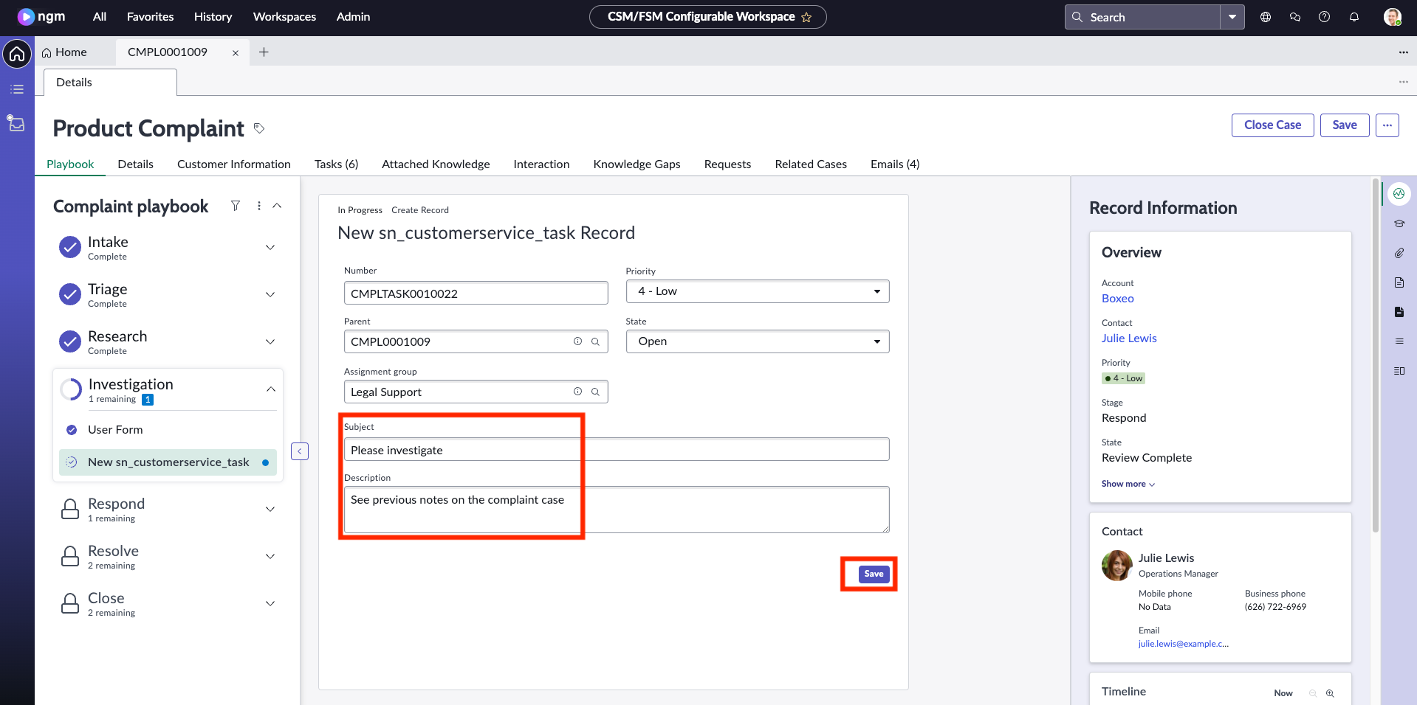 ngm All Favorites History Workspaces Admin CSM/FSM Configurable Workspace Search
Home CMPL0001009
Details
Product Complaint Close Case Save
Playbook Details Customer Information Tasks (6) Attached Knowledge Interaction Knowledge Gaps Requests Related Cases Emails (4)
Complaint playbook
Intake
Complete
Triage
Complete
Research
Complete
Investigation
1 remaining 1
User Form
New sn_customerservice_task
Respond
1 remaining
Resolve
2 remaining
Close
2 remaining
In Progress Create Record
New sn_customerservice_task Record
Number
CMPLTASK0010022
Priority
4 - Low
Parent
CMPL0001009
State
Open
Assignment group
Legal Support
Subject
Please investigate
Description
See previous notes on the complaint case
Save
Record Information
Overview
Account
Boxeo
Contact
Julie Lewis
Priority
4 - Low
Stage
Respond
State
Review Complete
Show more
Contact
Julie Lewis
Operations Manager
Mobile phone
No Data
Business phone
(626) 722-6969
Email
julie.lewis@example.c...
Timeline Now